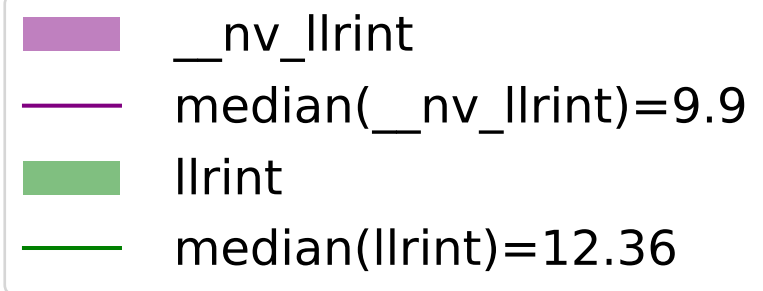 __nv_llrint
median(__nv_llrint)=9.9
llrint
median(llrint)=12.36